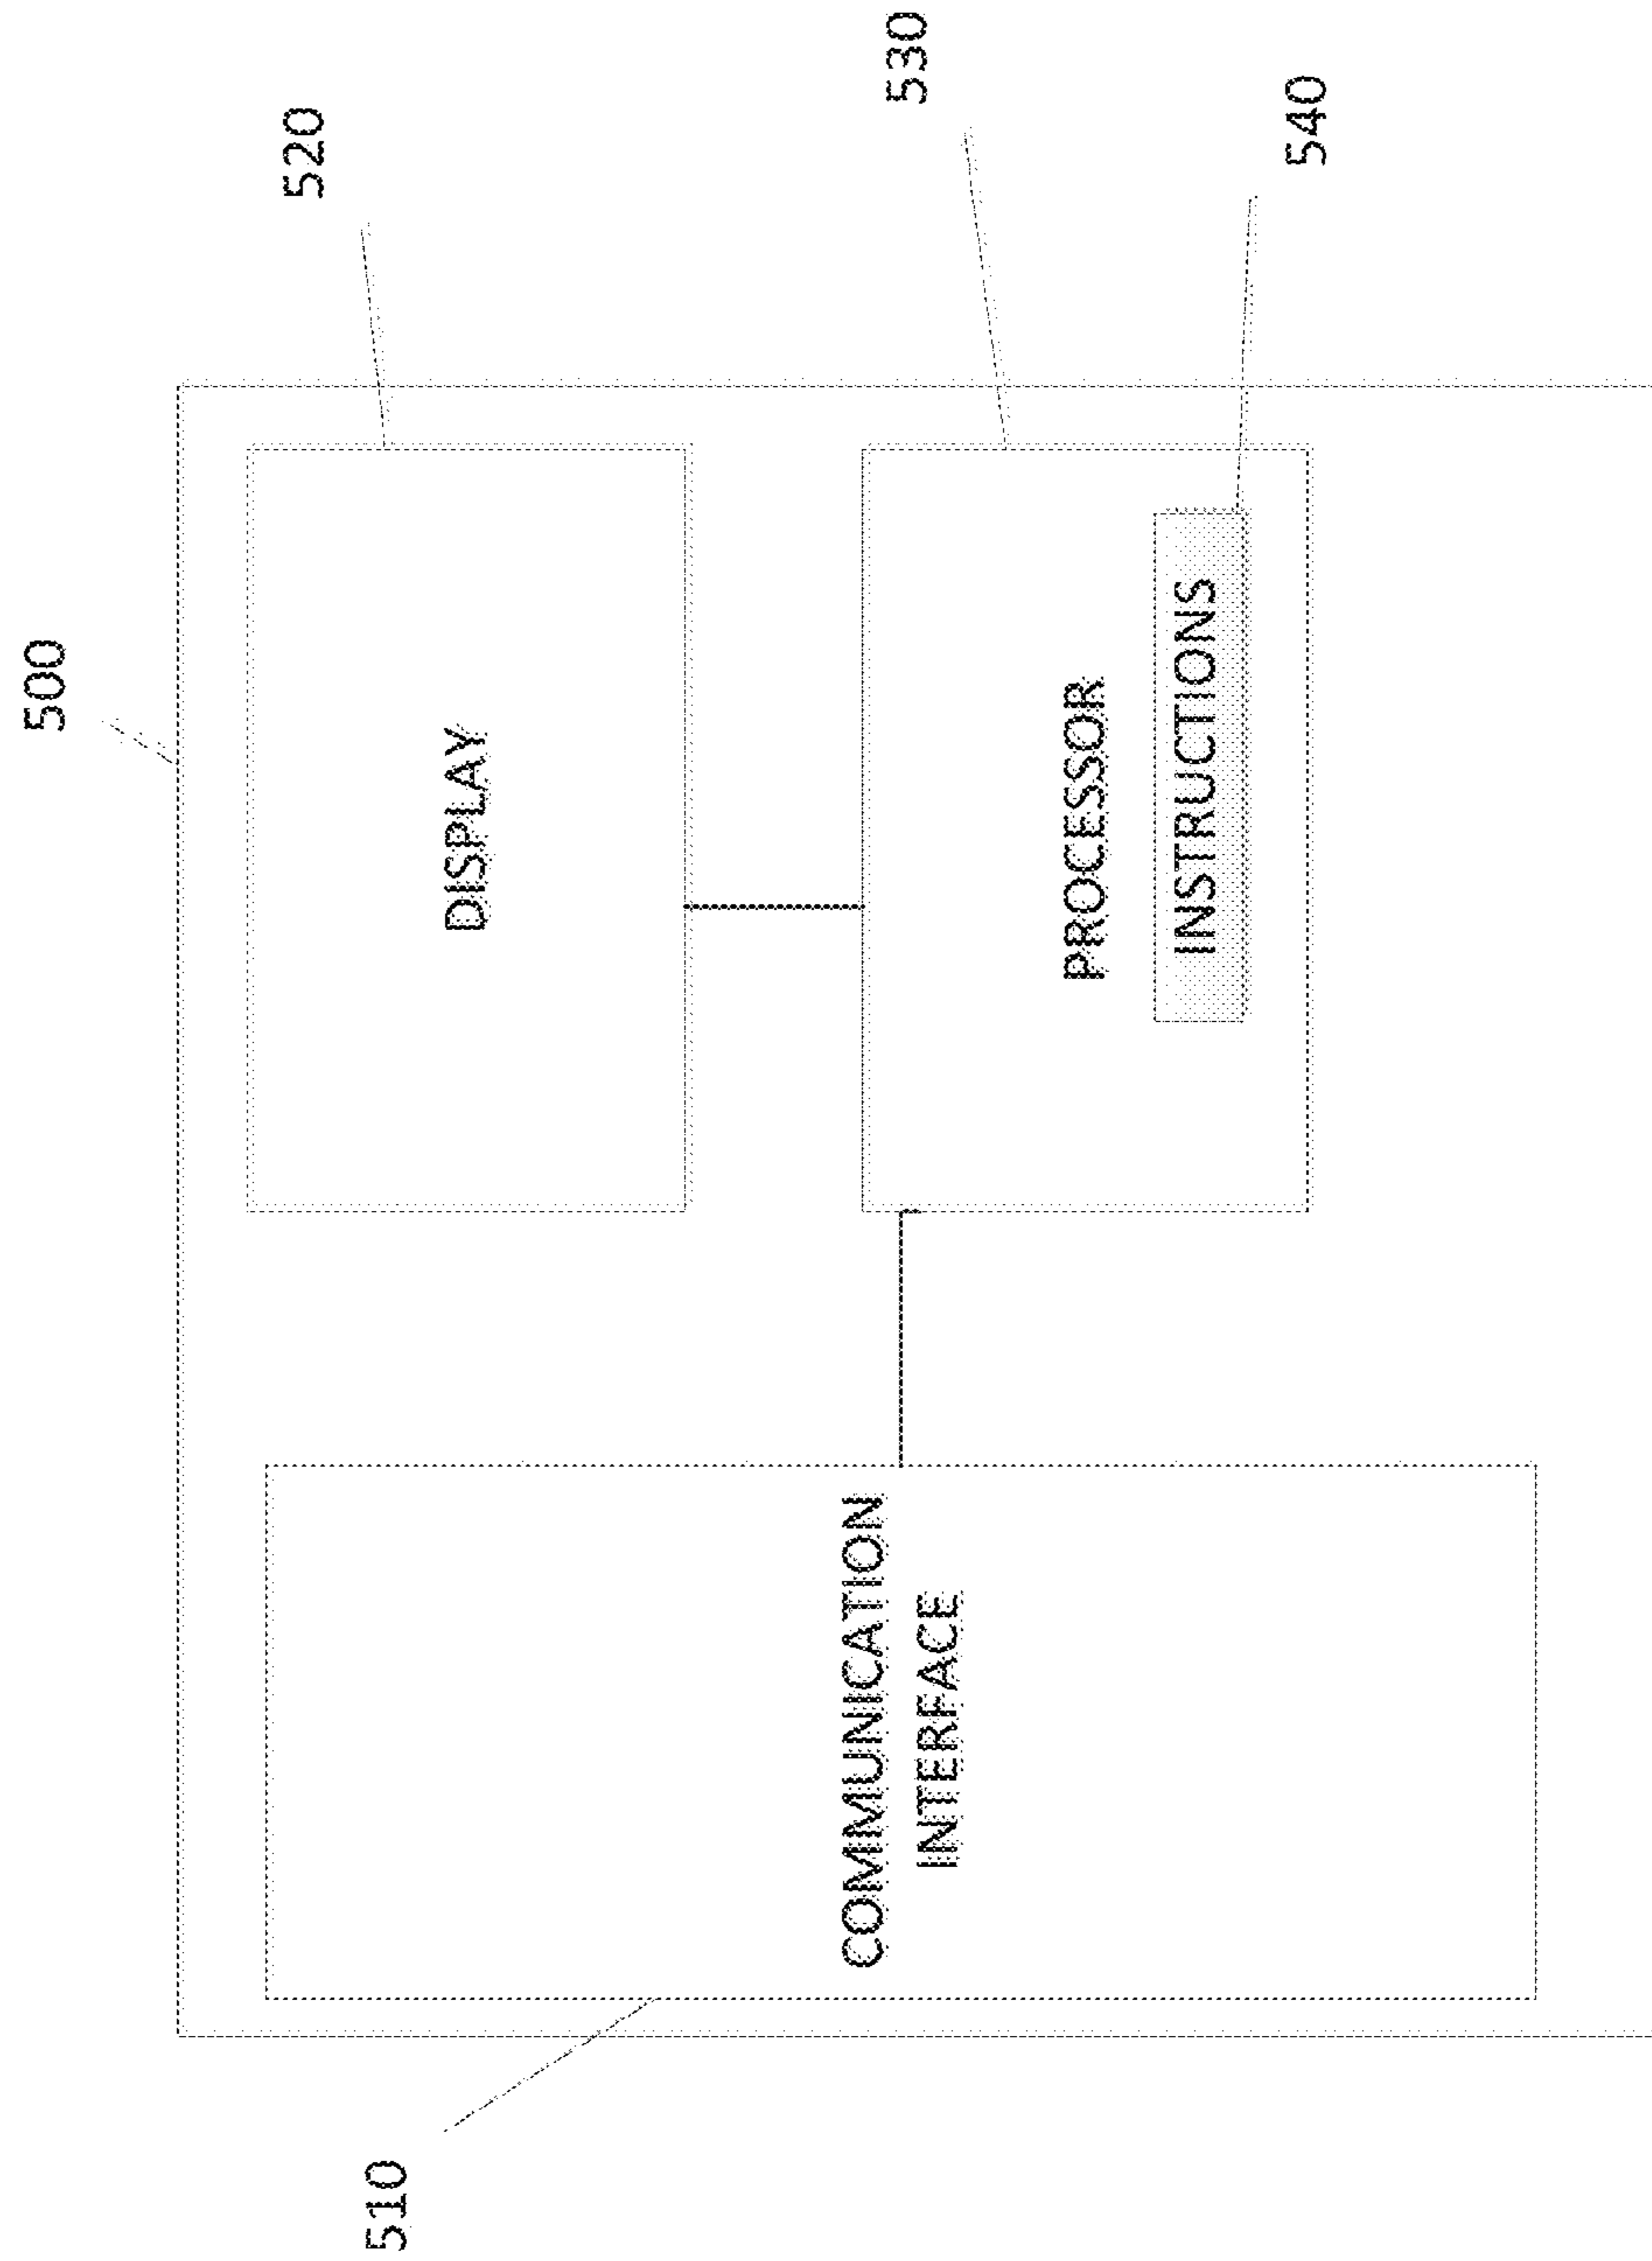 500
520
DISPLAY
530
PROCESSOR
540
INSTRUCTIONS
COMMUNICATION
INTERFACE
510